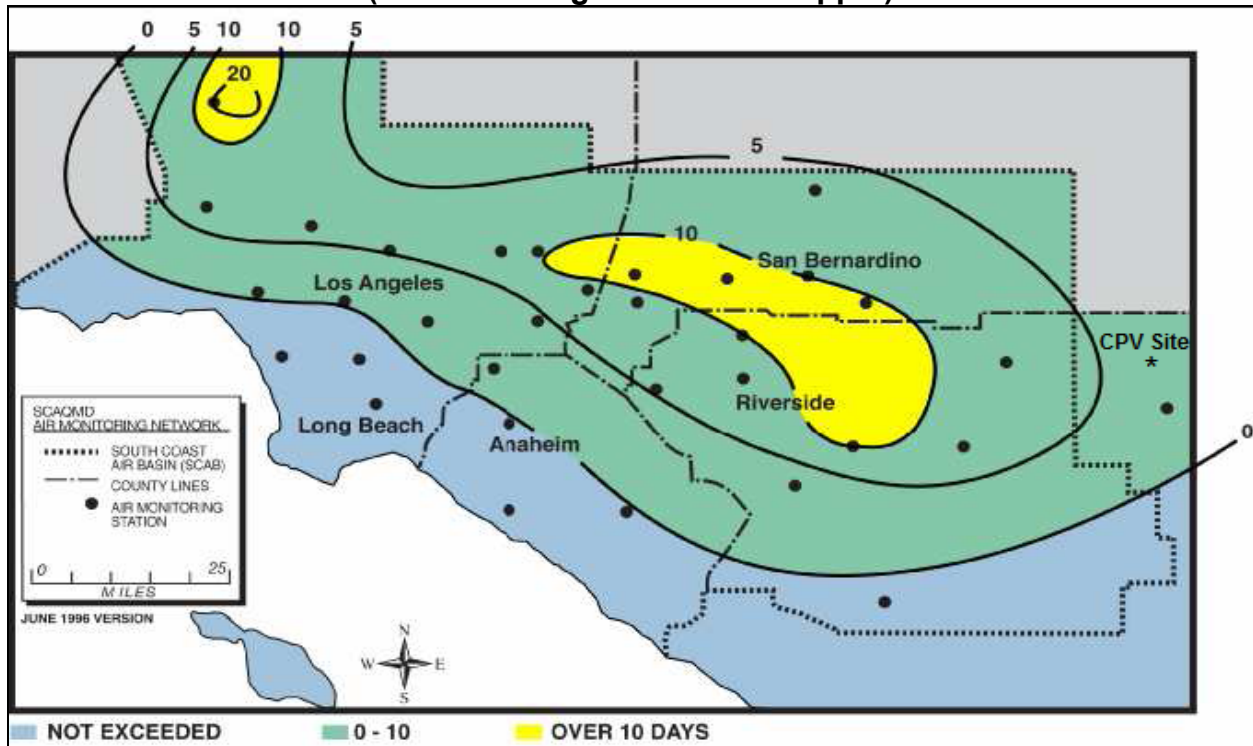 0 5 10 10 5
20
5
10
San Bernardino
Los Angeles
CPV Site
*
Riverside
Long Beach
Anaheim
0
SCAQMD
AIR MONITORING NETWORK
SOUTH COAST
AIR BASIN (SCAB)
COUNTY LINES
AIR MONITORING
STATION
0 25
MILES
JUNE 1996 VERSION
N
W E
S
NOT EXCEEDED 0 - 10 OVER 10 DAYS